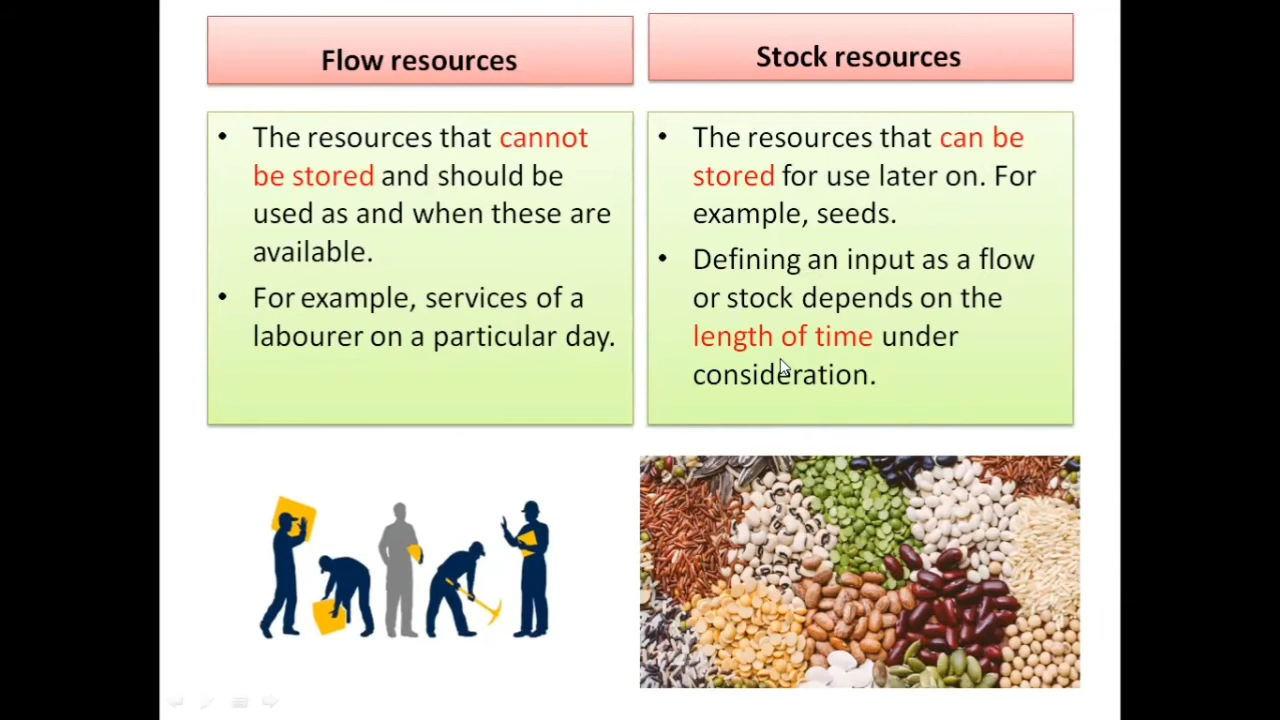 Flow resources
• The resources that cannot
be stored and should be
used as and when these are
available.
• For example, services of a
labourer on a particular day.
Stock resources
• The resources that can be
stored for use later on. For
example, seeds.
• Defining an input as a flow
or stock depends on the
length of time under
consideration.